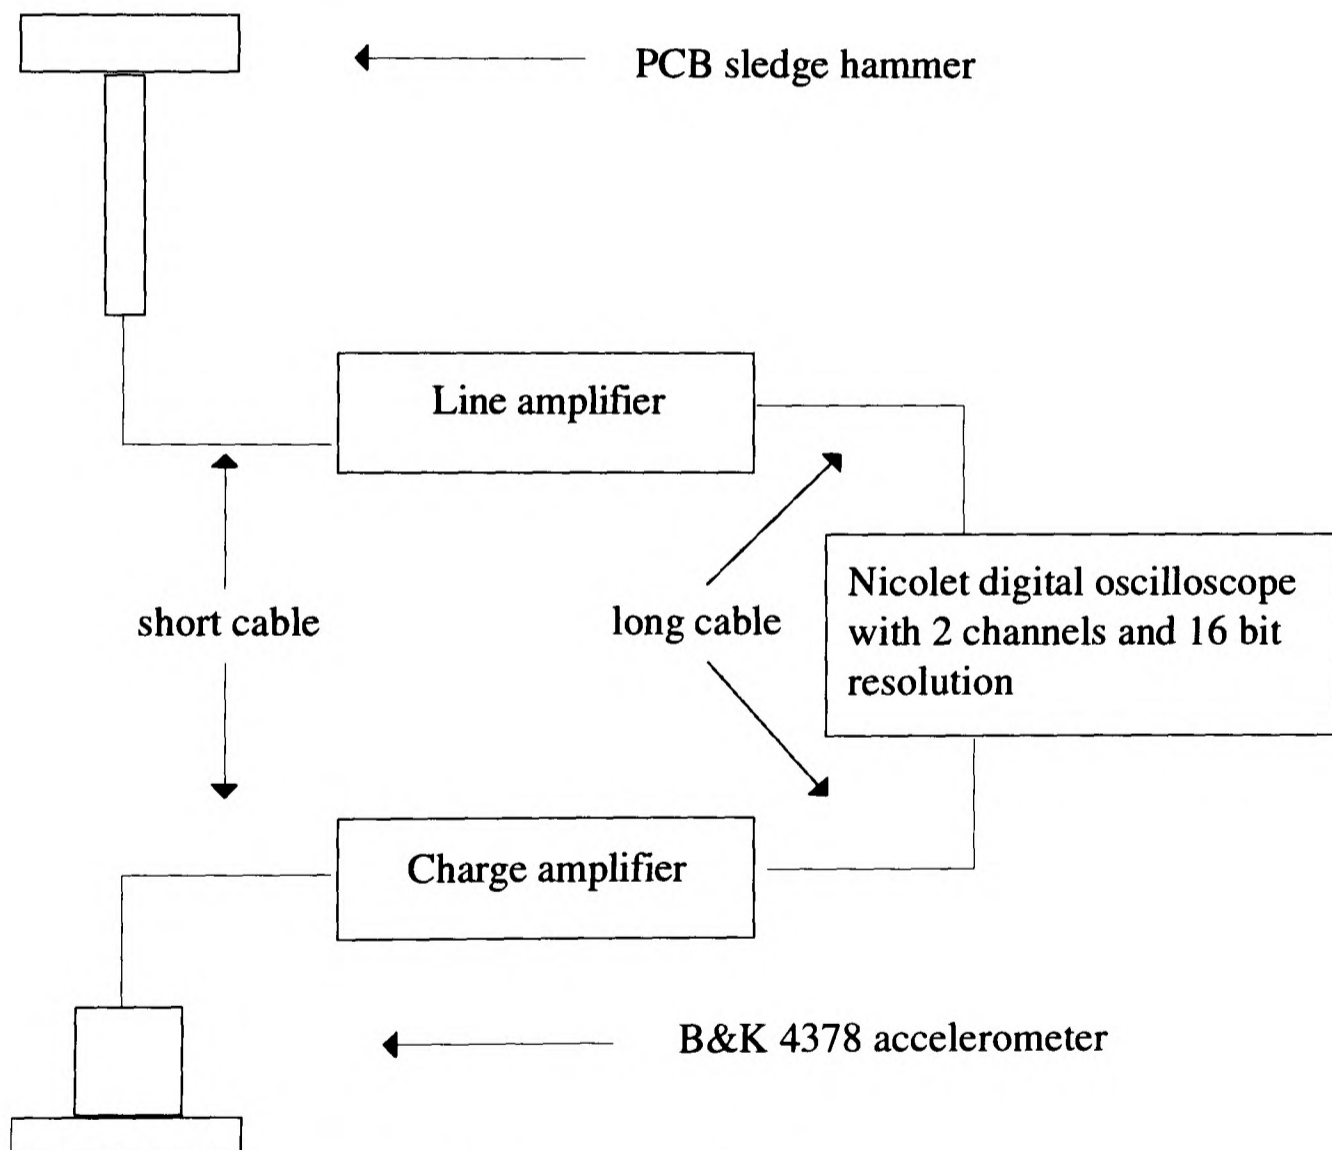 PCB sledge hammer
Line amplifier
short cable
long cable
Nicolet digital oscilloscope
with 2 channels and 16 bit
resolution
Charge amplifier
B&K 4378 accelerometer